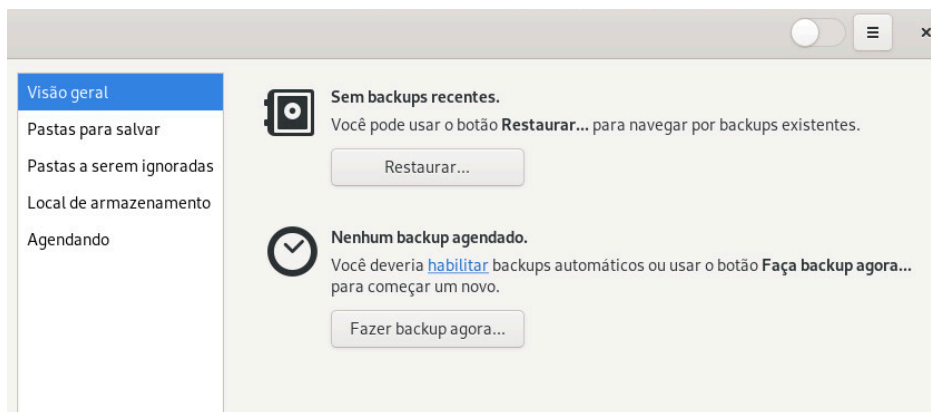 Visão geral
Pastas para salvar
Pastas a serem ignoradas
Local de armazenamento
Agendando
Sem backups recentes.
Você pode usar o botão Restaurar... para navegar por backups existentes.
Restaurar...
Nenhum backup agendado.
Você deveria habilitar backups automáticos ou usar o botão Faça backup agora...
para começar um novo.
Fazer backup agora...